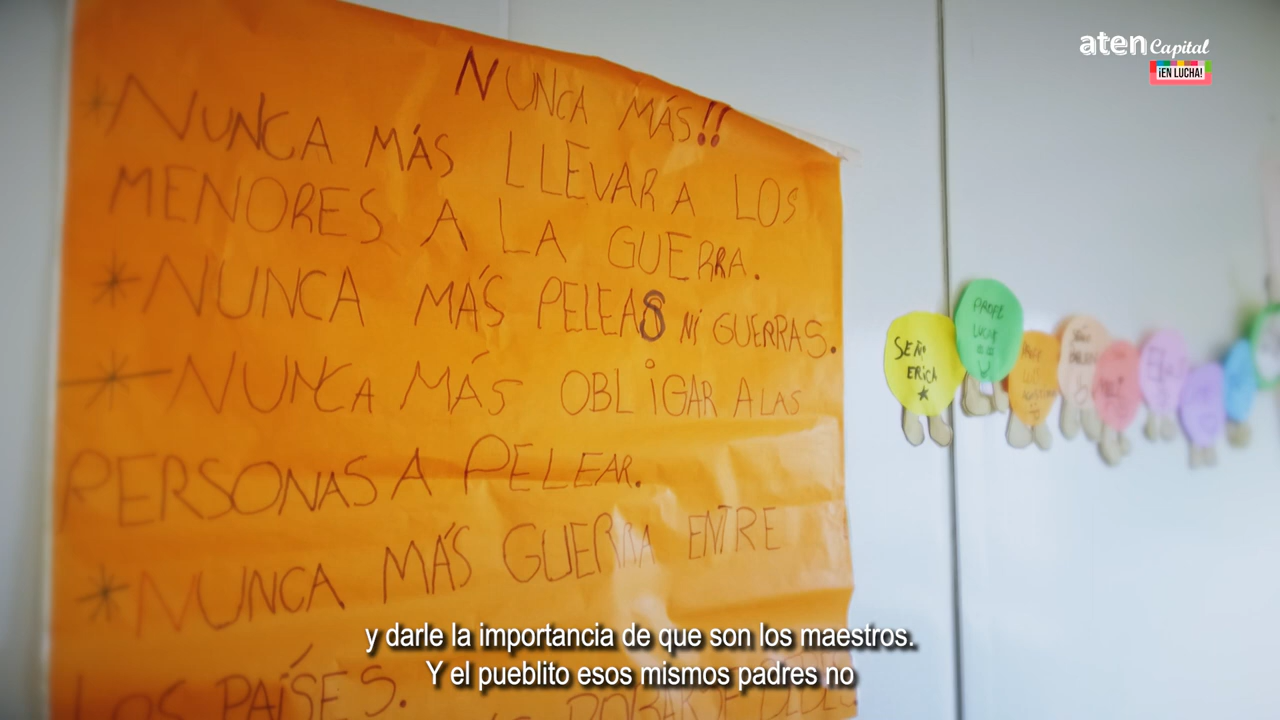 aten Capital
¡EN LUCHA!
NUNCA MÁS!!
*NUNCA MÁS LLEVAR A LOS
MENORES A LA GUERRA.
*NUNCA MÁS PELEAS NI GUERRAS.
*NUNCA MÁS OBLIGAR A LAS
PERSONAS A PELEAR.
*NUNCA MÁS GUERRA ENTRE
LOS PAÍSES.
SEÑO
ERICA
PROFE
LUCAS
y darle la importancia de que son los maestros.
Y el pueblito esos mismos padres no